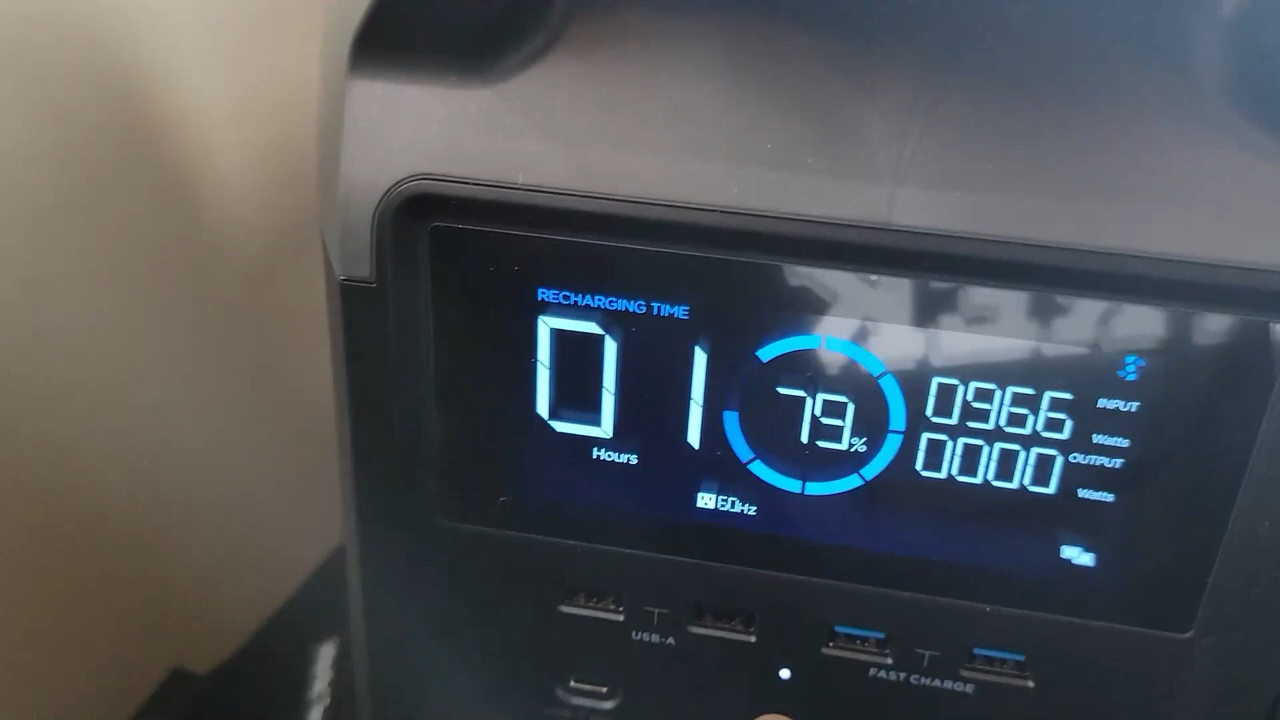 RECHARGING TIME
01
Hours
79%
0966
INPUT
Watts
0000
OUTPUT
Watts
60Hz
USB-A
FAST CHARGE